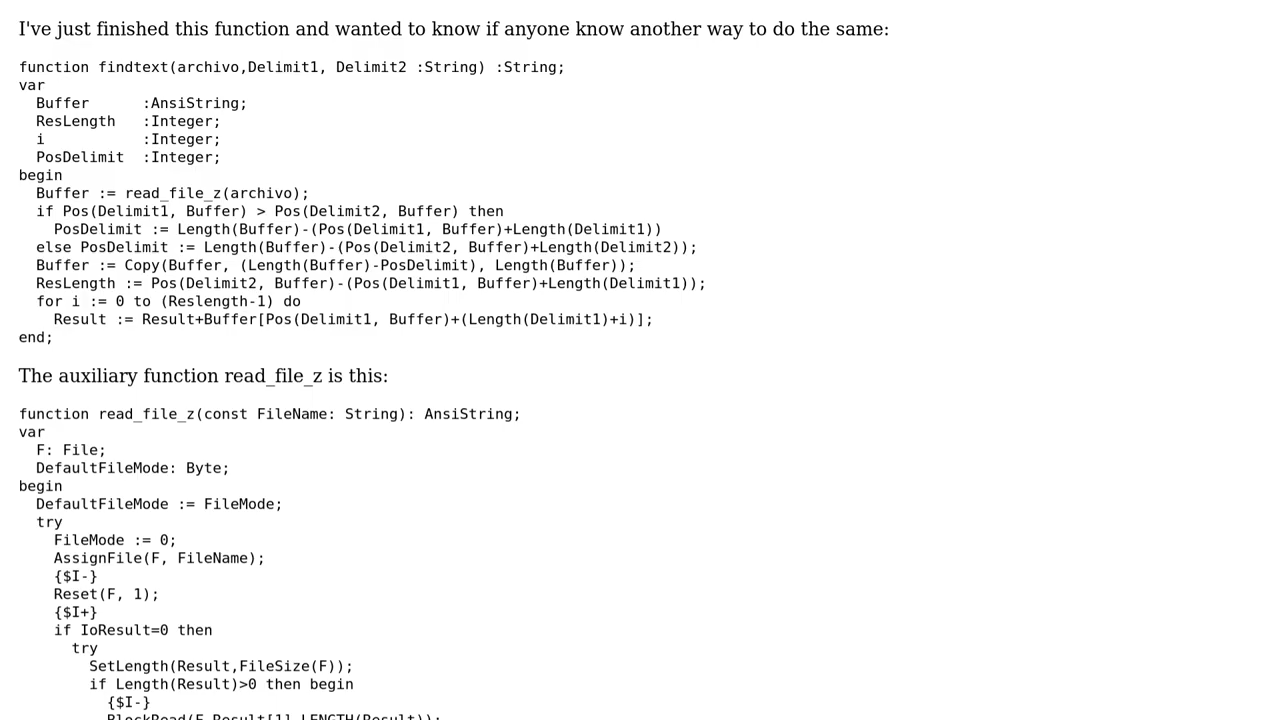 I've just finished this function and wanted to know if anyone know another way to do the same:
function findtext(archivo,Delimit1, Delimit2 :String) :String;
var
  Buffer      :AnsiString;
  ResLength   :Integer;
  i           :Integer;
  PosDelimit  :Integer;
begin
  Buffer := read_file_z(archivo);
  if Pos(Delimit1, Buffer) > Pos(Delimit2, Buffer) then
    PosDelimit := Length(Buffer)-(Pos(Delimit1, Buffer)+Length(Delimit1))
  else PosDelimit := Length(Buffer)-(Pos(Delimit2, Buffer)+Length(Delimit2));
  Buffer := Copy(Buffer, (Length(Buffer)-PosDelimit), Length(Buffer));
  ResLength := Pos(Delimit2, Buffer)-(Pos(Delimit1, Buffer)+Length(Delimit1));
  for i := 0 to (Reslength-1) do
    Result := Result+Buffer[Pos(Delimit1, Buffer)+(Length(Delimit1)+i)];
end;
The auxiliary function read_file_z is this:
function read_file_z(const FileName: String): AnsiString;
var
  F: File;
  DefaultFileMode: Byte;
begin
  DefaultFileMode := FileMode;
  try
    FileMode := 0;
    AssignFile(F, FileName);
    {$I-}
    Reset(F, 1);
    {$I+}
    if IoResult=0 then
      try
        SetLength(Result,FileSize(F));
        if Length(Result)>0 then begin
          {$I-}
          BlockRead(F,Result[1],LENGTH(Result));